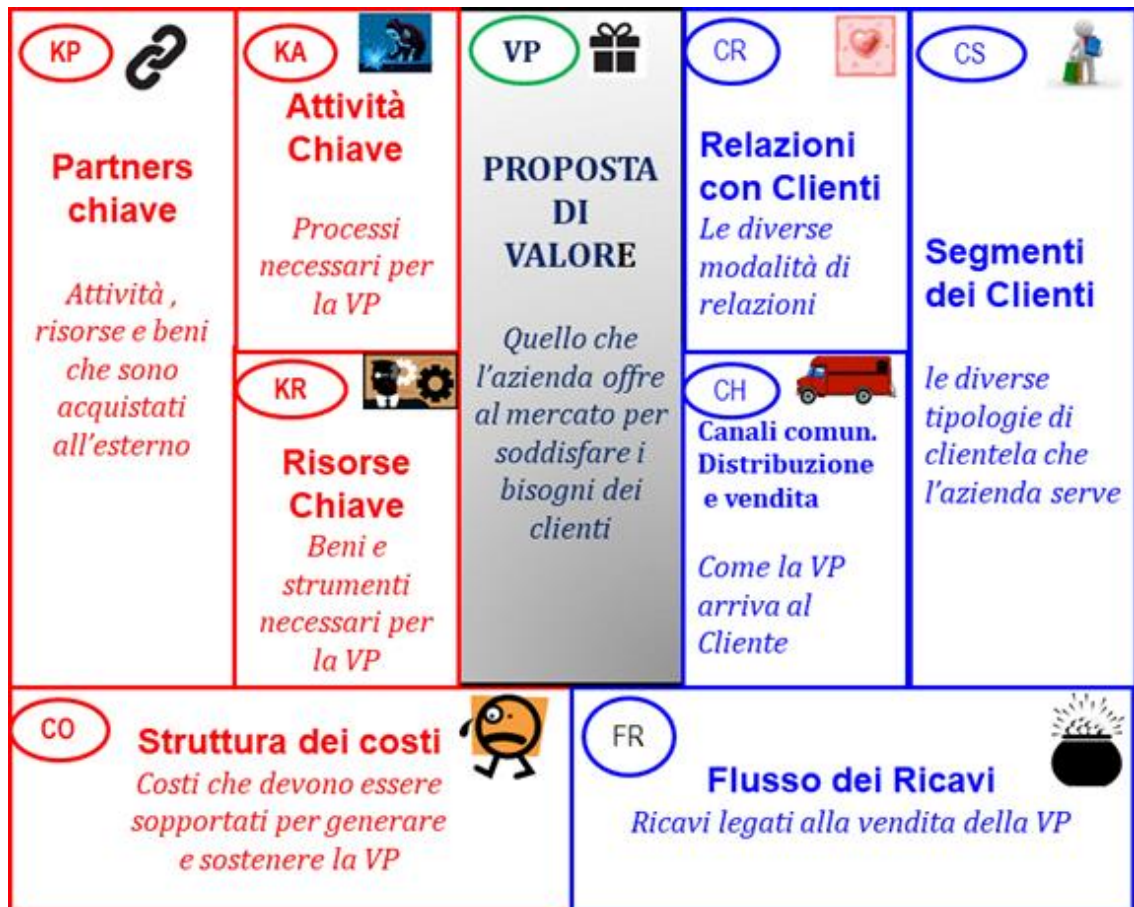 KP
Partners
chiave
Attività ,
risorse e beni
che sono
acquistati
all'esterno
KA
Attività
Chiave
Processi
necessari per
la VP
KR
Risorse
Chiave
Beni e
strumenti
necessari per
la VP
VP
PROPOSTA
DI
VALORE
Quello che
l'azienda offre
al mercato per
soddisfare i
bisogni dei
clienti
CR
Relazioni
con Clienti
Le diverse
modalità di
relazioni
CH
Canali comun.
Distribuzione
e vendita
Come la VP
arriva al
Cliente
CS
Segmenti
dei Clienti
le diverse
tipologie di
clientela che
l'azienda serve
CO
Struttura dei costi
Costi che devono essere
sopportati per generare
e sostenere la VP
FR
Flusso dei Ricavi
Ricavi legati alla vendita della VP